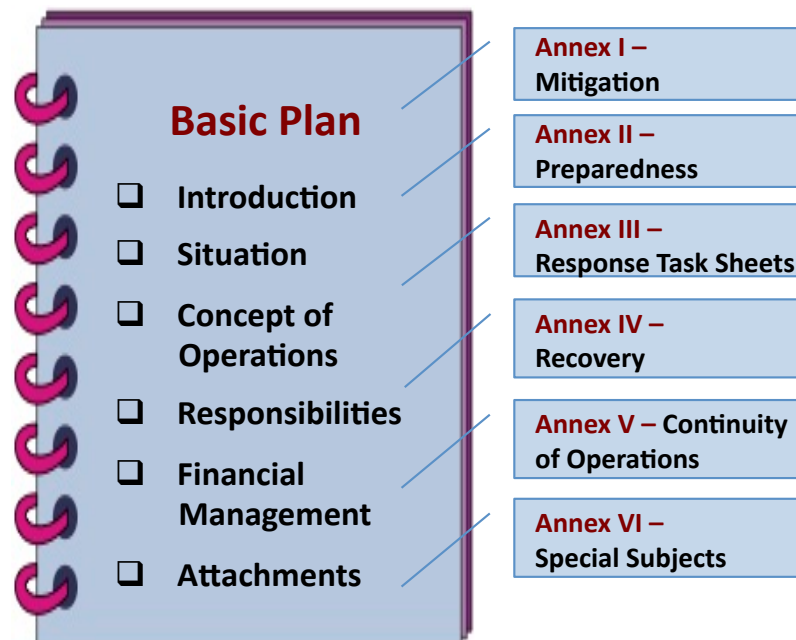 Basic Plan
❑ Introduction
❑ Situation
❑ Concept of
Operations
❑ Responsibilities
❑ Financial
Management
❑ Attachments
Annex I –
Mitigation
Annex II –
Preparedness
Annex III –
Response Task Sheets
Annex IV –
Recovery
Annex V – Continuity
of Operations
Annex VI –
Special Subjects